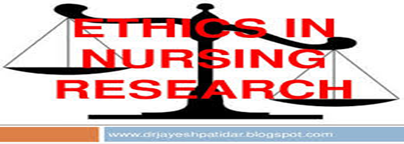 ETHICS IN
NURSING
RESEARCH
www.drjayeshpatidar.blogspot.com